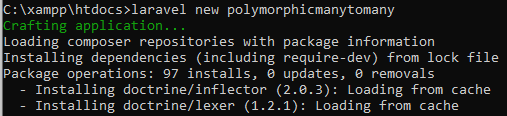 C:\xampp\htdocs>laravel new polymorphicmanytomany
Crafting application...
Loading composer repositories with package information
Installing dependencies (including require-dev) from lock file
Package operations: 97 installs, 0 updates, 0 removals
  - Installing doctrine/inflector (2.0.3): Loading from cache
  - Installing doctrine/lexer (1.2.1): Loading from cache